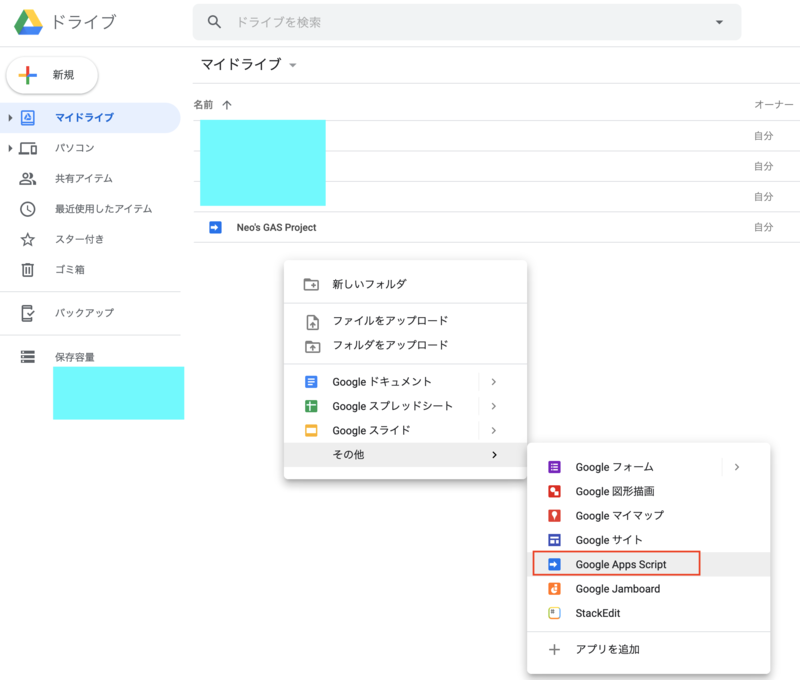 ドライブ
ドライブを検索
新規
マイドライブ
名前
オーナー
マイドライブ
パソコン
共有アイテム
最近使用したアイテム
スター付き
ゴミ箱
バックアップ
保存容量
自分
自分
自分
Neo's GAS Project
自分
新しいフォルダ
ファイルをアップロード
フォルダをアップロード
Google ドキュメント
Google スプレッドシート
Google スライド
その他
Google フォーム
Google 図形描画
Google マイマップ
Google サイト
Google Apps Script
Google Jamboard
StackEdit
アプリを追加